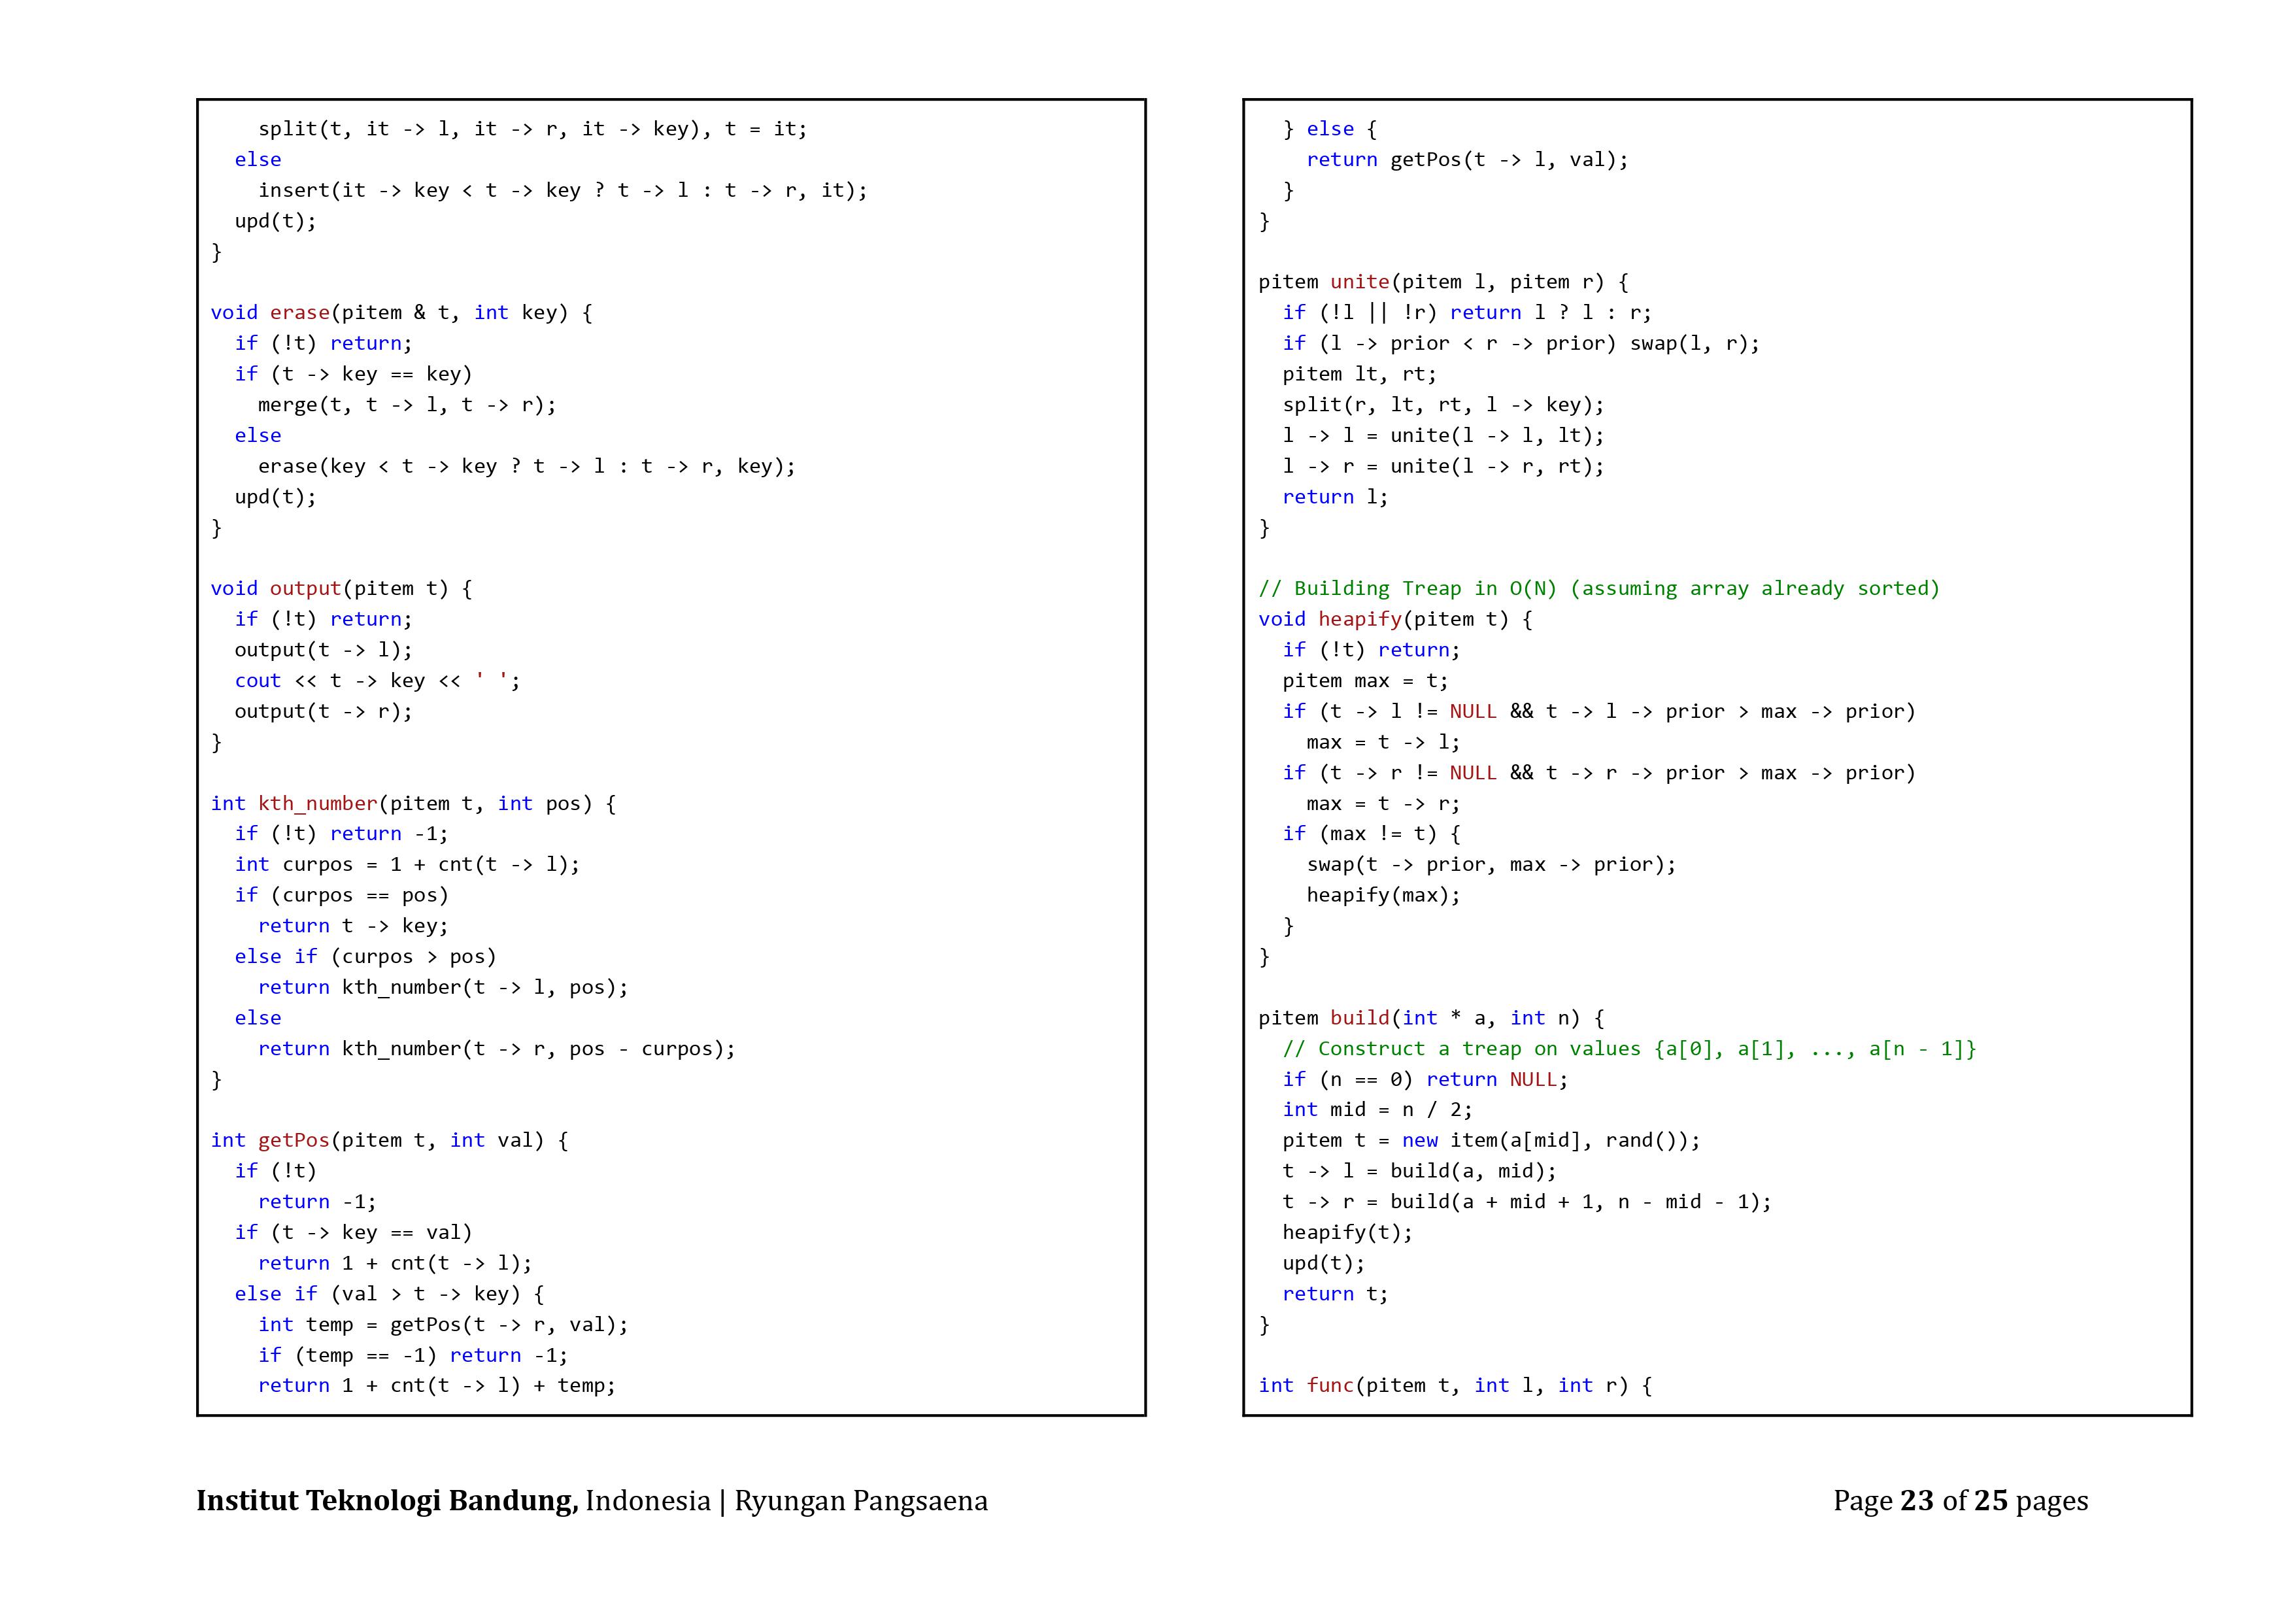 split(t, it -> l, it -> r, it -> key), t = it;
  else
    insert(it -> key < t -> key ? t -> l : t -> r, it);
  upd(t);
}

void erase(pitem & t, int key) {
  if (!t) return;
  if (t -> key == key)
    merge(t, t -> l, t -> r);
  else
    erase(key < t -> key ? t -> l : t -> r, key);
  upd(t);
}

void output(pitem t) {
  if (!t) return;
  output(t -> l);
  cout << t -> key << ' ';
  output(t -> r);
}

int kth_number(pitem t, int pos) {
  if (!t) return -1;
  int curpos = 1 + cnt(t -> l);
  if (curpos == pos)
    return t -> key;
  else if (curpos > pos)
    return kth_number(t -> l, pos);
  else
    return kth_number(t -> r, pos - curpos);
}

int getPos(pitem t, int val) {
  if (!t)
    return -1;
  if (t -> key == val)
    return 1 + cnt(t -> l);
  else if (val > t -> key) {
    int temp = getPos(t -> r, val);
    if (temp == -1) return -1;
    return 1 + cnt(t -> l) + temp;
  } else {
    return getPos(t -> l, val);
  }
}

pitem unite(pitem l, pitem r) {
  if (!l || !r) return l ? l : r;
  if (l -> prior < r -> prior) swap(l, r);
  pitem lt, rt;
  split(r, lt, rt, l -> key);
  l -> l = unite(l -> l, lt);
  l -> r = unite(l -> r, rt);
  return l;
}

// Building Treap in O(N) (assuming array already sorted)
void heapify(pitem t) {
  if (!t) return;
  pitem max = t;
  if (t -> l != NULL && t -> l -> prior > max -> prior)
    max = t -> l;
  if (t -> r != NULL && t -> r -> prior > max -> prior)
    max = t -> r;
  if (max != t) {
    swap(t -> prior, max -> prior);
    heapify(max);
  }
}

pitem build(int * a, int n) {
  // Construct a treap on values {a[0], a[1], ..., a[n - 1]}
  if (n == 0) return NULL;
  int mid = n / 2;
  pitem t = new item(a[mid], rand());
  t -> l = build(a, mid);
  t -> r = build(a + mid + 1, n - mid - 1);
  heapify(t);
  upd(t);
  return t;
}

int func(pitem t, int l, int r) {
Institut Teknologi Bandung, Indonesia | Ryungan Pangsaena
Page 23 of 25 pages